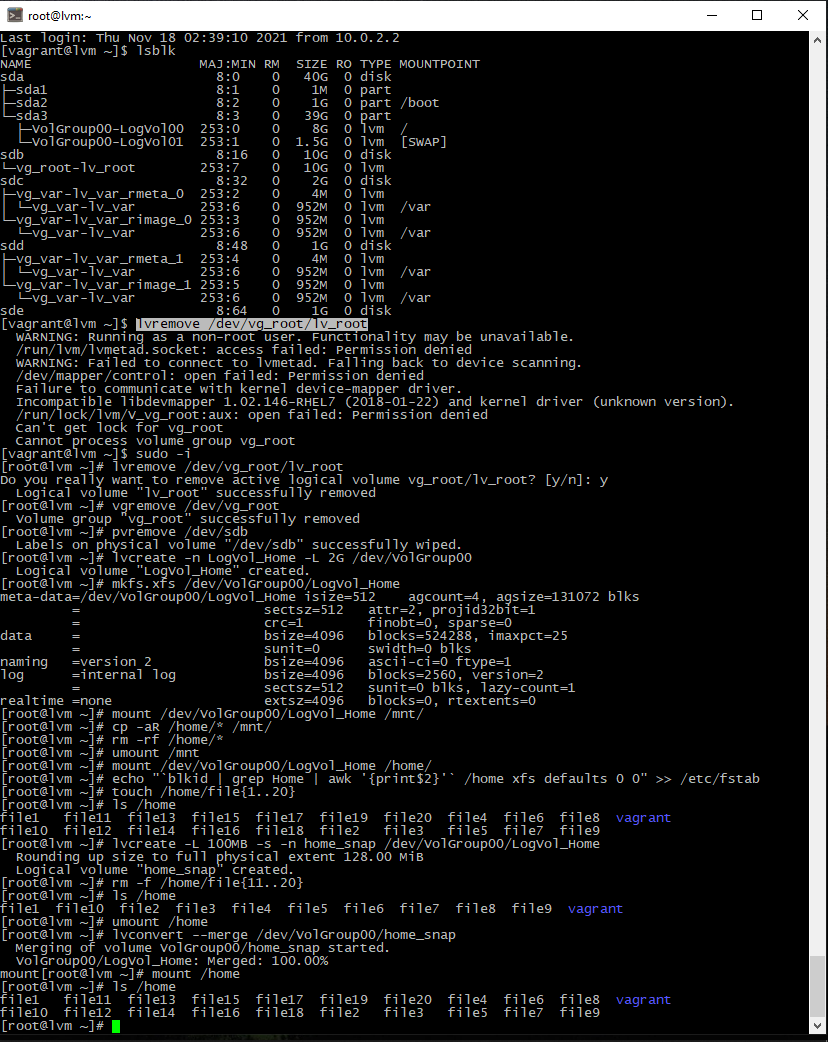 root@lvm:~
Last login: Thu Nov 18 02:39:10 2021 from 10.0.2.2
[vagrant@lvm ~]$ lsblk
NAME                     MAJ:MIN RM  SIZE RO TYPE MOUNTPOINT
sda                        8:0    0   40G  0 disk
├─sda1                     8:1    0    1M  0 part
├─sda2                     8:2    0    1G  0 part /boot
└─sda3                     8:3    0   39G  0 part
  ├─VolGroup00-LogVol00  253:0    0    8G  0 lvm  /
  └─VolGroup00-LogVol01  253:1    0  1.5G  0 lvm  [SWAP]
sdb                        8:16   0   10G  0 disk
└─vg_root-lv_root        253:7    0   10G  0 lvm
sdc                        8:32   0    2G  0 disk
├─vg_var-lv_var_rmeta_0  253:2    0    4M  0 lvm
│ └─vg_var-lv_var        253:6    0  952M  0 lvm  /var
└─vg_var-lv_var_rimage_0 253:3    0  952M  0 lvm
  └─vg_var-lv_var        253:6    0  952M  0 lvm  /var
sdd                        8:48   0    1G  0 disk
├─vg_var-lv_var_rmeta_1  253:4    0    4M  0 lvm
│ └─vg_var-lv_var        253:6    0  952M  0 lvm  /var
└─vg_var-lv_var_rimage_1 253:5    0  952M  0 lvm
  └─vg_var-lv_var        253:6    0  952M  0 lvm  /var
sde                        8:64   0    1G  0 disk
[vagrant@lvm ~]$ lvremove /dev/vg_root/lv_root
  WARNING: Running as a non-root user. Functionality may be unavailable.
  /run/lvm/lvmetad.socket: access failed: Permission denied
  WARNING: Failed to connect to lvmetad. Falling back to device scanning.
  /dev/mapper/control: open failed: Permission denied
  Failure to communicate with kernel device-mapper driver.
  Incompatible libdevmapper 1.02.146-RHEL7 (2018-01-22) and kernel driver (unknown version).
  /run/lock/lvm/V_vg_root:aux: open failed: Permission denied
  Can't get lock for vg_root
  Cannot process volume group vg_root
[vagrant@lvm ~]$ sudo -i
[root@lvm ~]# lvremove /dev/vg_root/lv_root
Do you really want to remove active logical volume vg_root/lv_root? [y/n]: y
  Logical volume "lv_root" successfully removed
[root@lvm ~]# vgremove /dev/vg_root
  Volume group "vg_root" successfully removed
[root@lvm ~]# pvremove /dev/sdb
  Labels on physical volume "/dev/sdb" successfully wiped.
[root@lvm ~]# lvcreate -n LogVol_Home -L 2G /dev/VolGroup00
  Logical volume "LogVol_Home" created.
[root@lvm ~]# mkfs.xfs /dev/VolGroup00/LogVol_Home
meta-data=/dev/VolGroup00/LogVol_Home isize=512    agcount=4, agsize=131072 blks
         =                       sectsz=512   attr=2, projid32bit=1
         =                       crc=1        finobt=0, sparse=0
data     =                       bsize=4096   blocks=524288, imaxpct=25
         =                       sunit=0      swidth=0 blks
naming   =version 2              bsize=4096   ascii-ci=0 ftype=1
log      =internal log           bsize=4096   blocks=2560, version=2
         =                       sectsz=512   sunit=0 blks, lazy-count=1
realtime =none                   extsz=4096   blocks=0, rtextents=0
[root@lvm ~]# mount /dev/VolGroup00/LogVol_Home /mnt/
[root@lvm ~]# cp -aR /home/* /mnt/
[root@lvm ~]# rm -rf /home/*
[root@lvm ~]# umount /mnt
[root@lvm ~]# mount /dev/VolGroup00/LogVol_Home /home/
[root@lvm ~]# echo "`blkid | grep Home | awk '{print$2}'` /home xfs defaults 0 0" >> /etc/fstab
[root@lvm ~]# touch /home/file{1..20}
[root@lvm ~]# ls /home
file1   file11  file13  file15  file17  file19  file20  file4  file6  file8  vagrant
file10  file12  file14  file16  file18  file2   file3   file5  file7  file9
[root@lvm ~]# lvcreate -L 100MB -s -n home_snap /dev/VolGroup00/LogVol_Home
  Rounding up size to full physical extent 128.00 MiB
  Logical volume "home_snap" created.
[root@lvm ~]# rm -f /home/file{11..20}
[root@lvm ~]# ls /home
file1  file10  file2  file3  file4  file5  file6  file7  file8  file9  vagrant
[root@lvm ~]# umount /home
[root@lvm ~]# lvconvert --merge /dev/VolGroup00/home_snap
  Merging of volume VolGroup00/home_snap started.
  VolGroup00/LogVol_Home: Merged: 100.00%
mount[root@lvm ~]# mount /home
[root@lvm ~]# ls /home
file1   file11  file13  file15  file17  file19  file20  file4  file6  file8  vagrant
file10  file12  file14  file16  file18  file2   file3   file5  file7  file9
[root@lvm ~]#